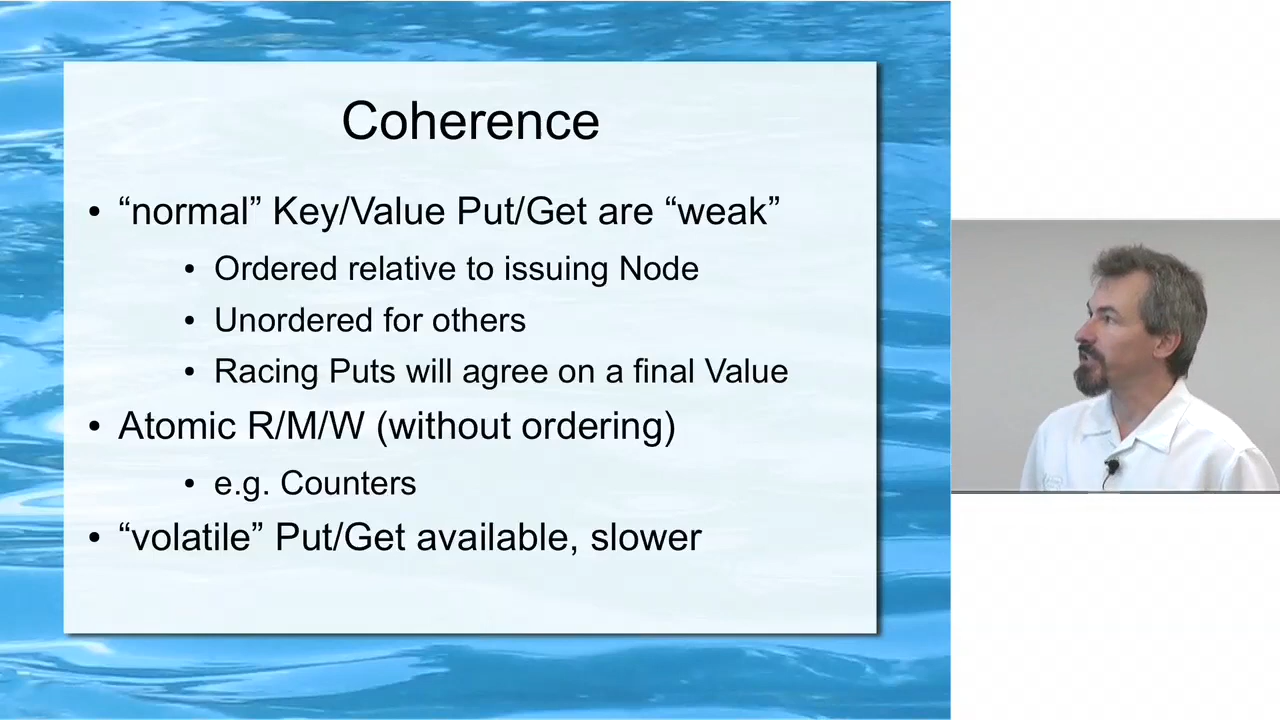 Coherence
• “normal” Key/Value Put/Get are “weak”
• Ordered relative to issuing Node
• Unordered for others
• Racing Puts will agree on a final Value
• Atomic R/M/W (without ordering)
• e.g. Counters
• “volatile” Put/Get available, slower